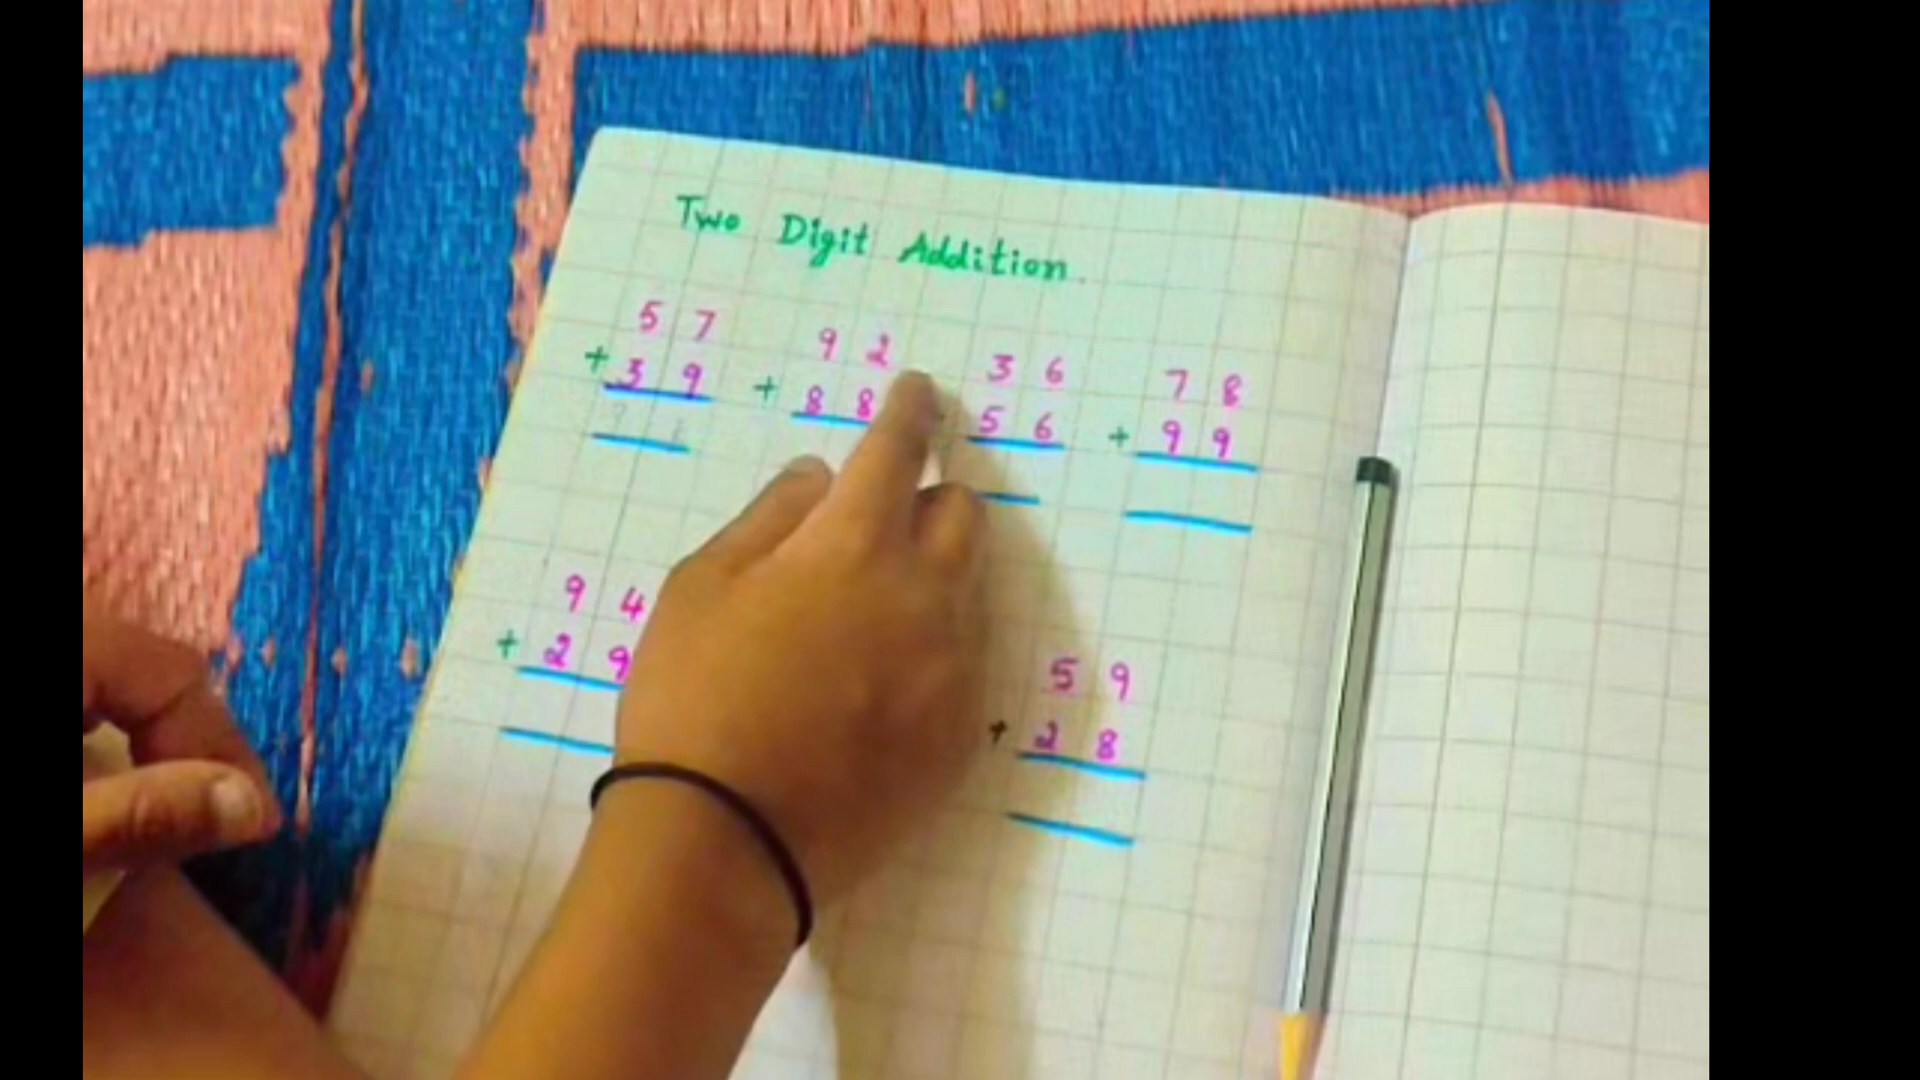 Two Digit Addition
5 7 9 2 3 6 7 8
+ 3 9 + 8 8 5 6 + 9 9
9 4 5 9
+ 2 9 + 2 8